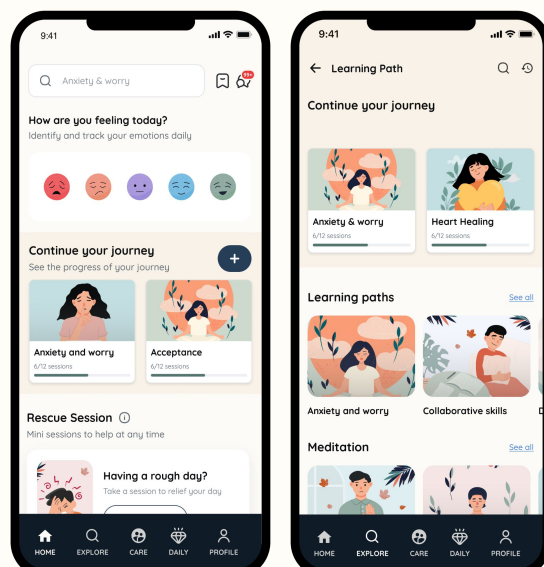 9:41
Anxiety & worry
99+
How are you feeling today?
Identify and track your emotions daily
Continue your journey
See the progress of your journey
+
Anxiety and worry
6/12 sessions
Acceptance
6/12 sessions
Rescue Session
Mini sessions to help at any time
Having a rough day?
Take a session to relief your day
HOME
EXPLORE
CARE
DAILY
PROFILE
9:41
Learning Path
Continue your journey
Anxiety & worry
6/12 sessions
Heart Healing
6/12 sessions
Learning paths
See all
Anxiety and worry
Collaborative skills
D
Meditation
See all
HOME
EXPLORE
CARE
DAILY
PROFILE